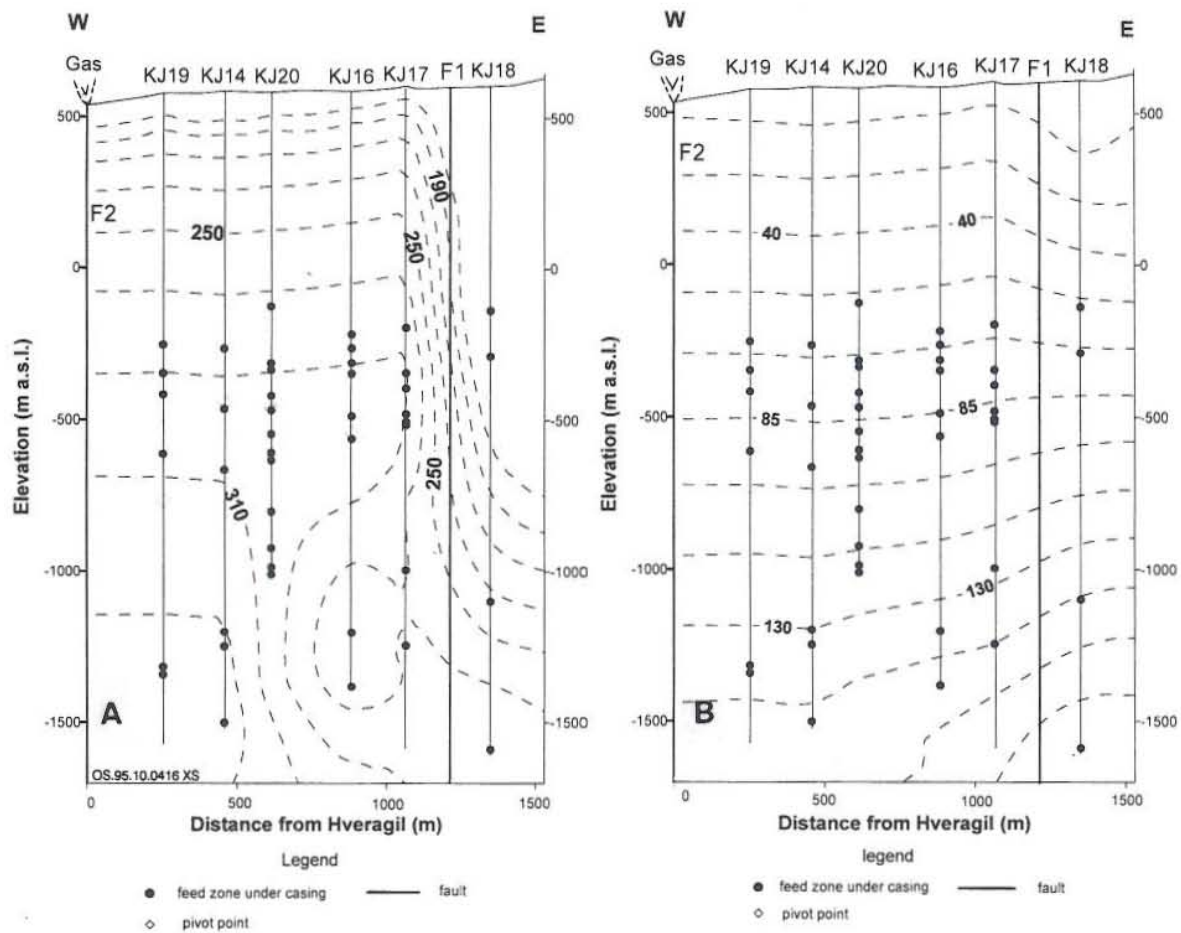 W E
Gas KJ19 KJ14 KJ20 KJ16 KJ17 F1 KJ18
500 500
190
F2
250 250
0 0
Elevation (m a.s.l.)
-500 -500
310 250
-1000 -1000
A
-1500 -1500
OS.95.10.0416 XS
0 500 1000 1500
Distance from Hveragil (m)
Legend
feed zone under casing fault
pivot point
W E
Gas KJ19 KJ14 KJ20 KJ16 KJ17 F1 KJ18
500 500
F2
40 40
0 0
Elevation (m a.s.l.)
-500 85 85 -500
-1000 -1000
130 130
B
-1500 -1500
0 500 1000 1500
Distance from Hveragil (m)
legend
feed zone under casing fault
pivot point